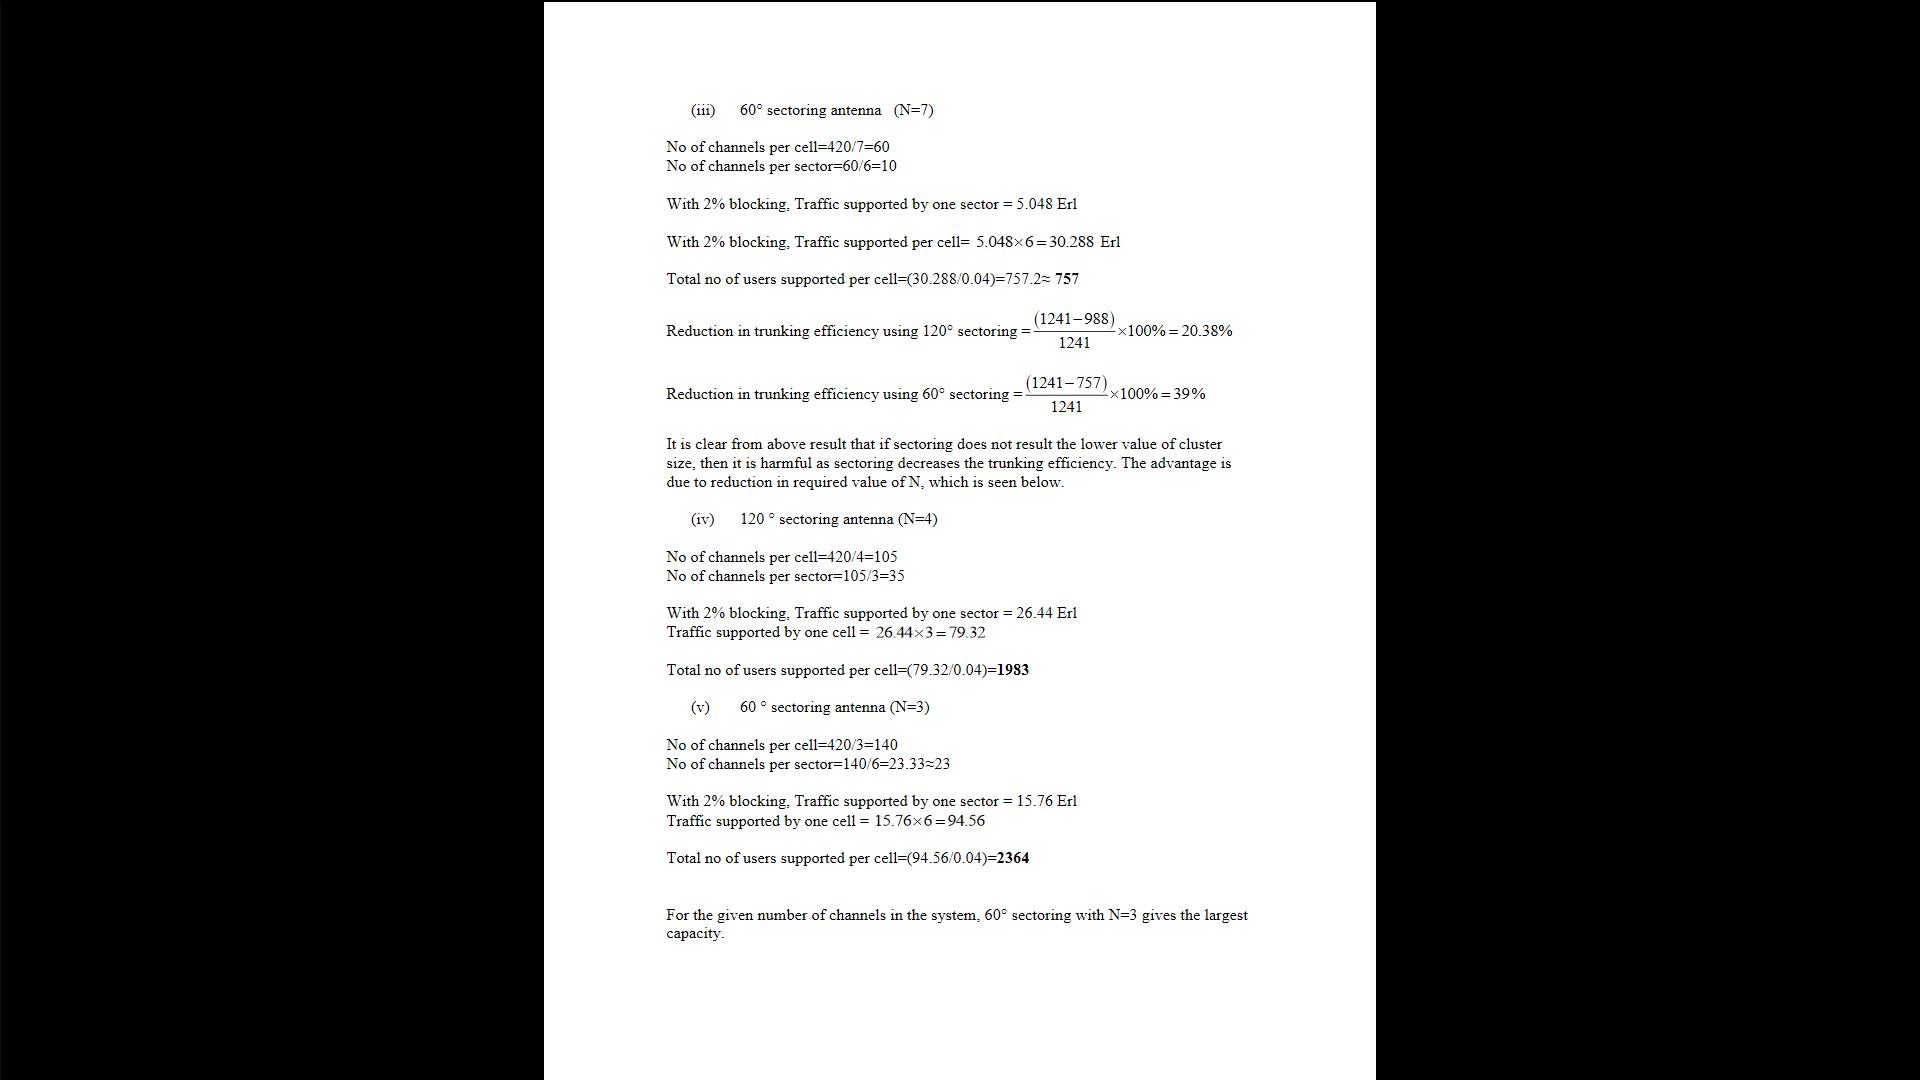 (iii) 60° sectoring antenna (N=7)
No of channels per cell=420/7=60
No of channels per sector=60/6=10
With 2% blocking, Traffic supported by one sector = 5.048 Erl
With 2% blocking, Traffic supported per cell= 5.048×6=30.288 Erl
Total no of users supported per cell=(30.288/0.04)=757.2≈ 757
Reduction in trunking efficiency using 120° sectoring = (1241−988)/1241 ×100% = 20.38%
Reduction in trunking efficiency using 60° sectoring = (1241−757)/1241 ×100% = 39%
It is clear from above result that if sectoring does not result the lower value of cluster
size, then it is harmful as sectoring decreases the trunking efficiency. The advantage is
due to reduction in required value of N, which is seen below.
(iv) 120 ° sectoring antenna (N=4)
No of channels per cell=420/4=105
No of channels per sector=105/3=35
With 2% blocking, Traffic supported by one sector = 26.44 Erl
Traffic supported by one cell = 26.44×3=79.32
Total no of users supported per cell=(79.32/0.04)=1983
(v) 60 ° sectoring antenna (N=3)
No of channels per cell=420/3=140
No of channels per sector=140/6=23.33≈23
With 2% blocking, Traffic supported by one sector = 15.76 Erl
Traffic supported by one cell = 15.76×6=94.56
Total no of users supported per cell=(94.56/0.04)=2364
For the given number of channels in the system, 60° sectoring with N=3 gives the largest
capacity.